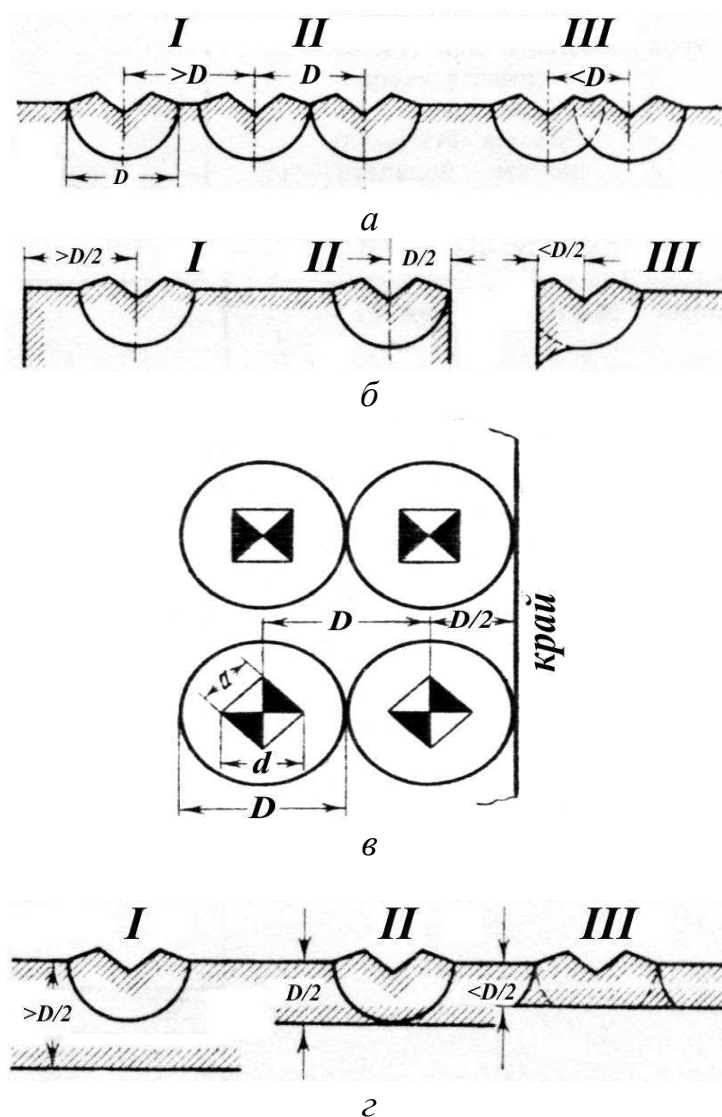 I II III
>D D <D
D
а
>D/2 I II D/2 <D/2 III
б
D D/2
край
a
d
D
в
I II III
>D/2 D/2 <D/2
г